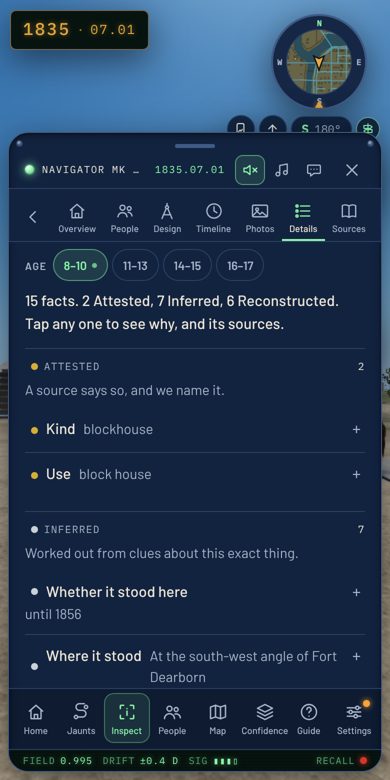 1835 · 07.01
N
W
E
S
S 180°
NAVIGATOR MK …
1835.07.01
Overview
People
Design
Timeline
Photos
Details
Sources
AGE
8–10
11–13
14–15
16–17
15 facts. 2 Attested, 7 Inferred, 6 Reconstructed.
Tap any one to see why, and its sources.
ATTESTED 2
A source says so, and we name it.
Kind blockhouse +
Use block house +
INFERRED 7
Worked out from clues about this exact thing.
Whether it stood here +
until 1856
Where it stood At the south-west angle of Fort +
Dearborn
Home
Jaunts
Inspect
People
Map
Confidence
Guide
Settings
FIELD 0.995 DRIFT ±0.4 D SIG
RECALL